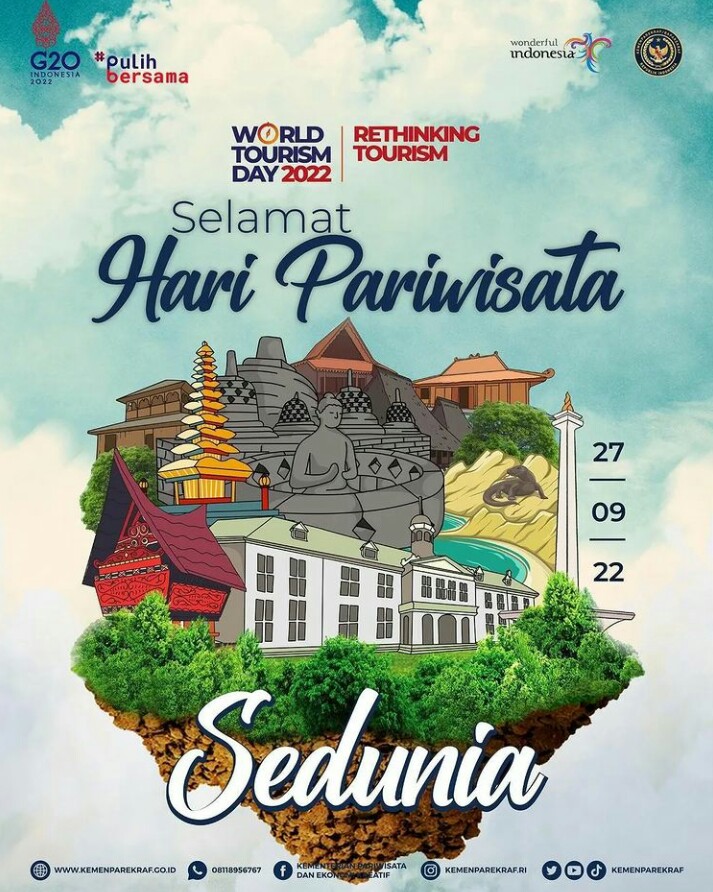 G20
INDONESIA
2022
#pulih
bersama
wonderful
indonesia
WORLD
TOURISM
DAY 2022
RETHINKING
TOURISM
Selamat
Hari Pariwisata
27
09
22
Sedunia
WWW.KEMENPAREKRAF.GO.ID
08118956767
KEMENTERIAN PARIWISATA
DAN EKONOMI KREATIF
KEMENPAREKRAF.RI
KEMENPAREKRAF